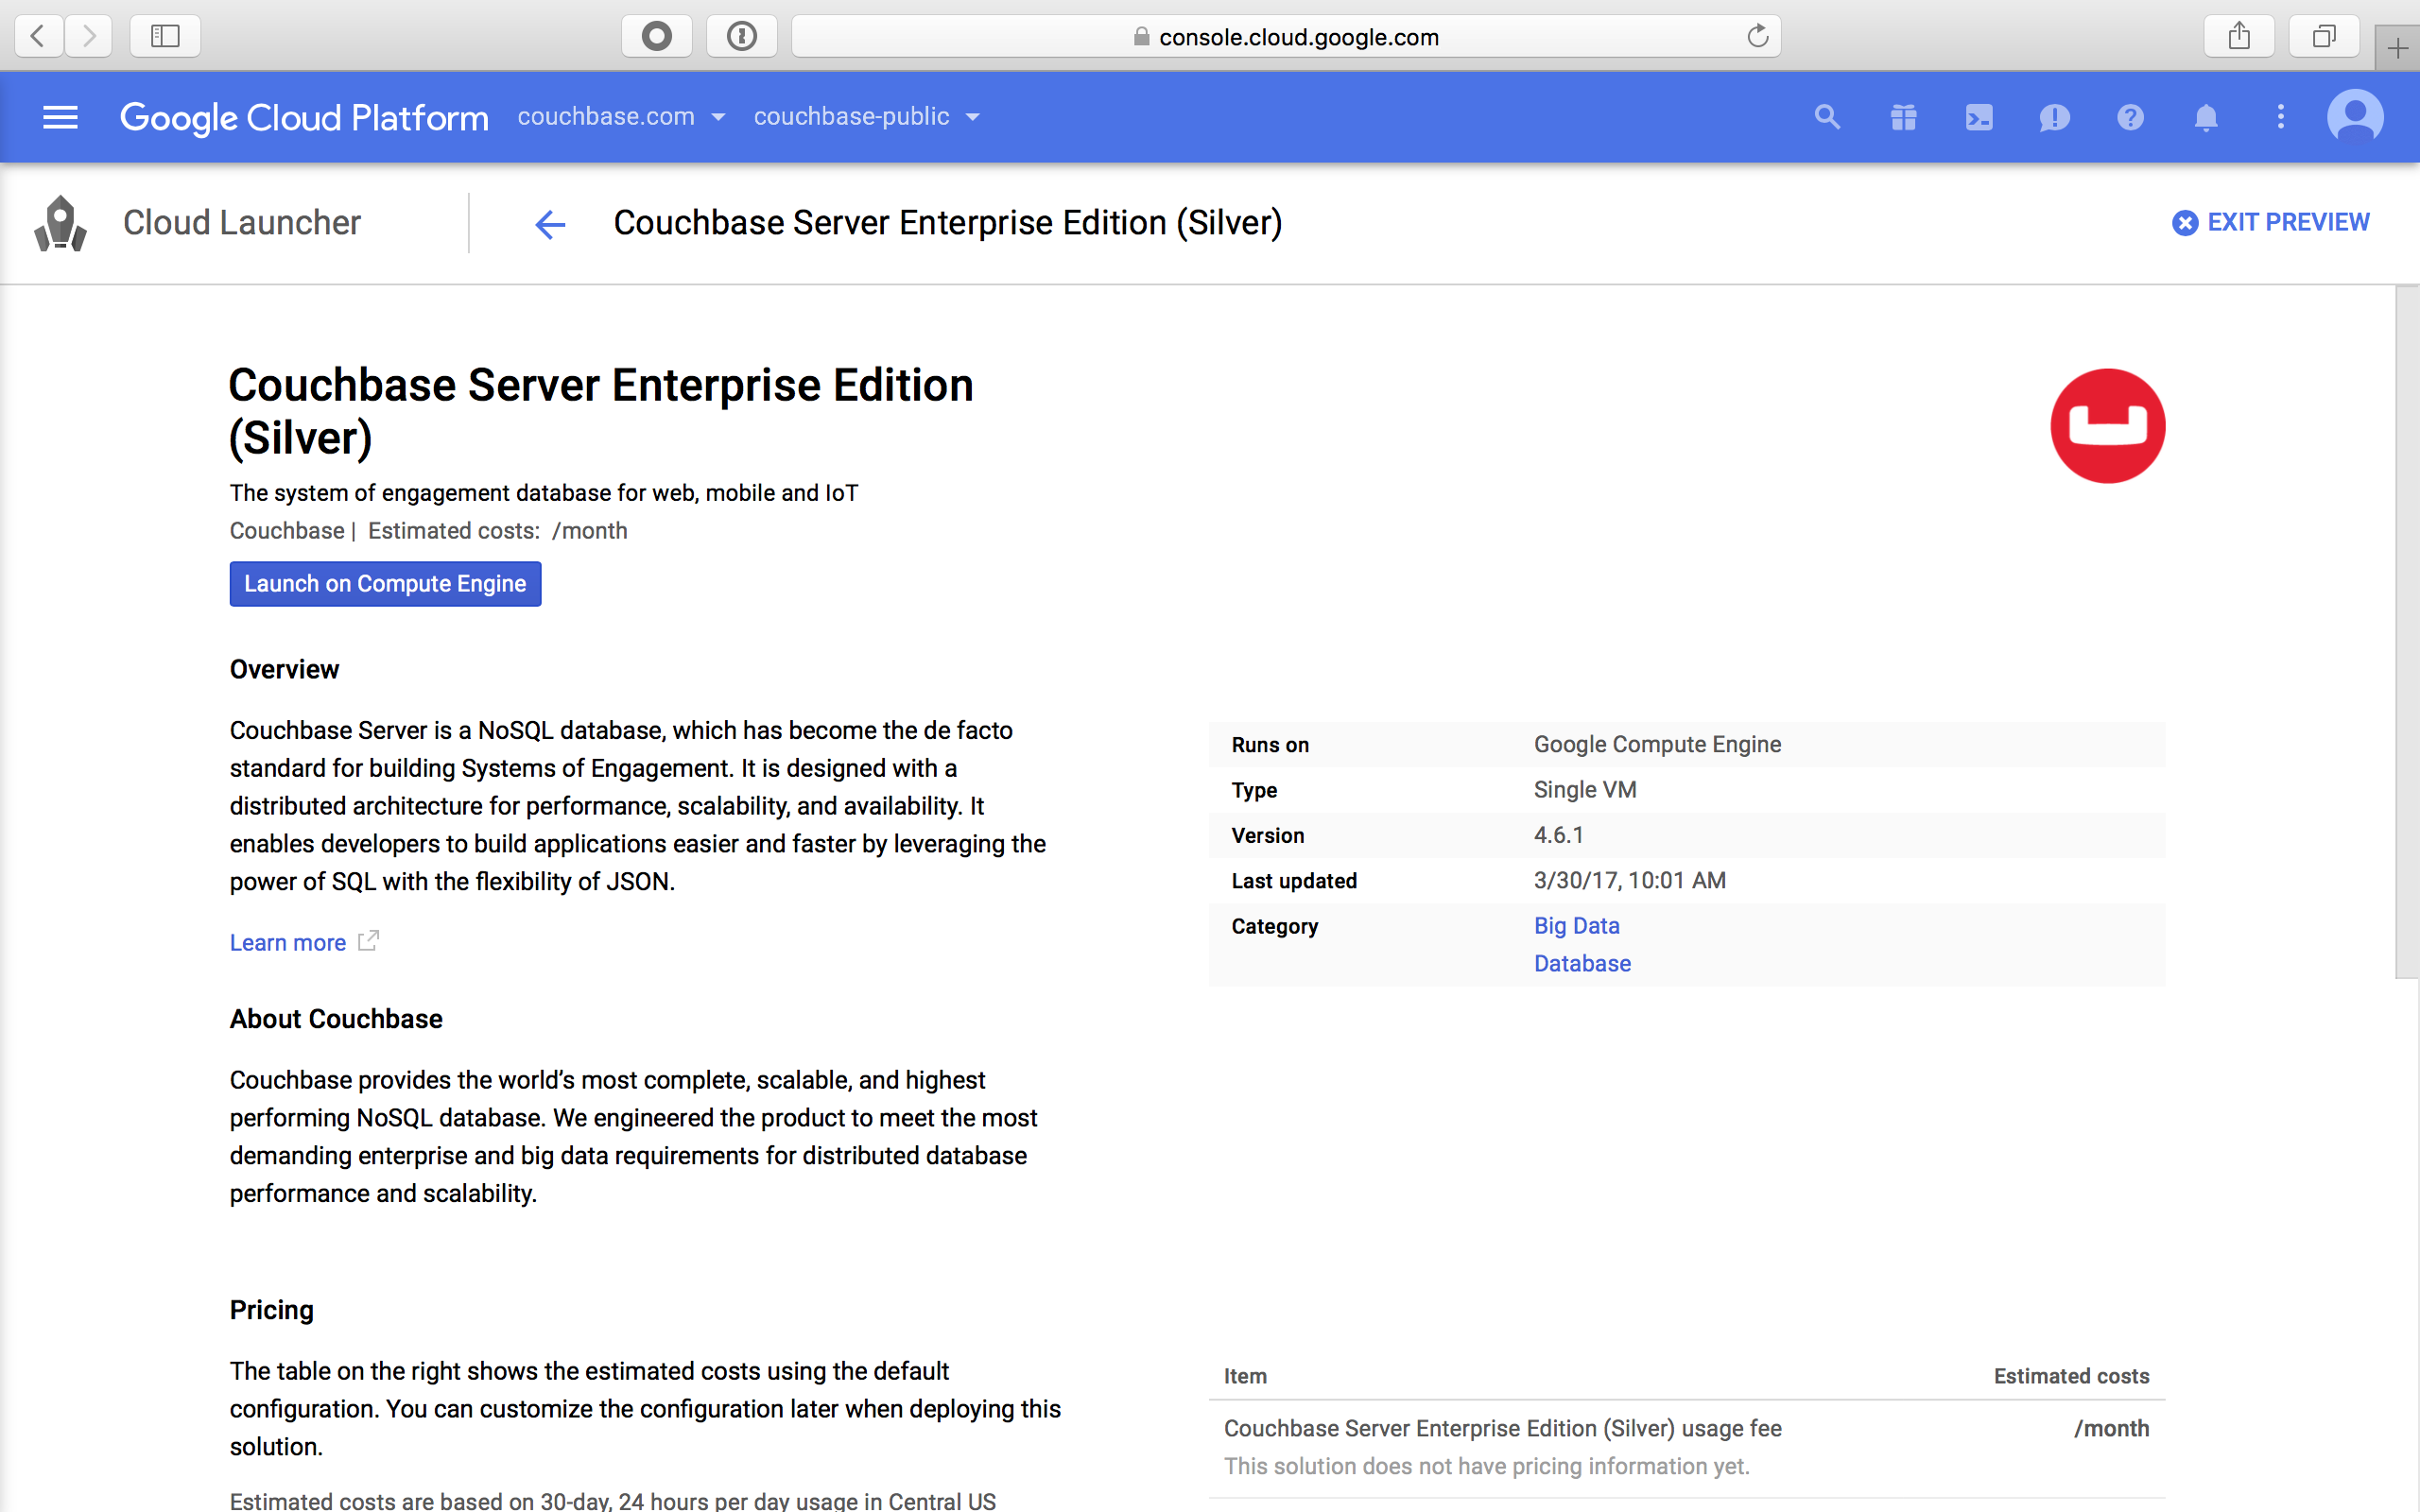 console.cloud.google.com
Google Cloud Platform couchbase.com couchbase-public
Cloud Launcher Couchbase Server Enterprise Edition (Silver) EXIT PREVIEW
Couchbase Server Enterprise Edition
(Silver)
The system of engagement database for web, mobile and IoT
Couchbase | Estimated costs: /month
Launch on Compute Engine
Overview
Couchbase Server is a NoSQL database, which has become the de facto
standard for building Systems of Engagement. It is designed with a
distributed architecture for performance, scalability, and availability. It
enables developers to build applications easier and faster by leveraging the
power of SQL with the flexibility of JSON.
Learn more
Runs on Google Compute Engine
Type Single VM
Version 4.6.1
Last updated 3/30/17, 10:01 AM
Category Big Data
Database
About Couchbase
Couchbase provides the world’s most complete, scalable, and highest
performing NoSQL database. We engineered the product to meet the most
demanding enterprise and big data requirements for distributed database
performance and scalability.
Pricing
The table on the right shows the estimated costs using the default
configuration. You can customize the configuration later when deploying this
solution.
Estimated costs are based on 30-day, 24 hours per day usage in Central US
Item Estimated costs
Couchbase Server Enterprise Edition (Silver) usage fee /month
This solution does not have pricing information yet.